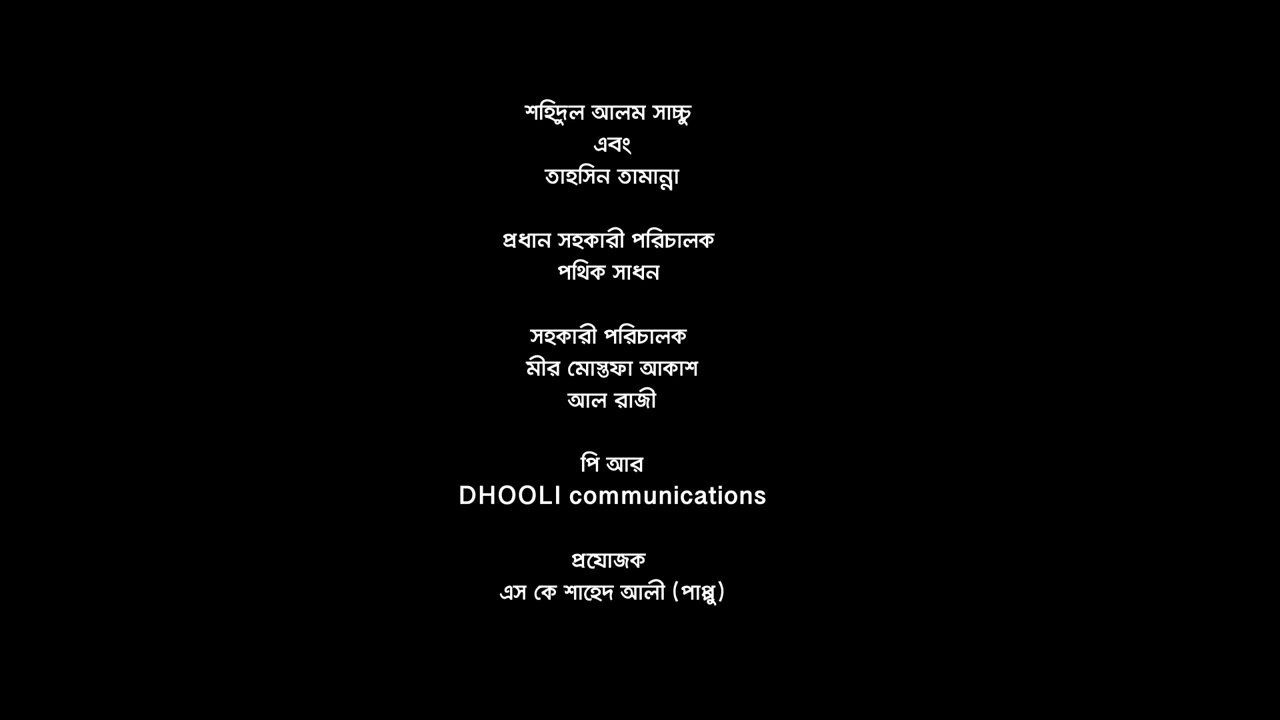 শহিদুল আলম সাচ্চু
এবং
তাহসিন তামান্না
প্রধান সহকারী পরিচালক
পথিক সাধন
সহকারী পরিচালক
মীর মোস্তফা আকাশ
আল রাজী
পি আর
DHOOLI communications
প্রযোজক
এস কে শাহেদ আলী (পাপ্পু)